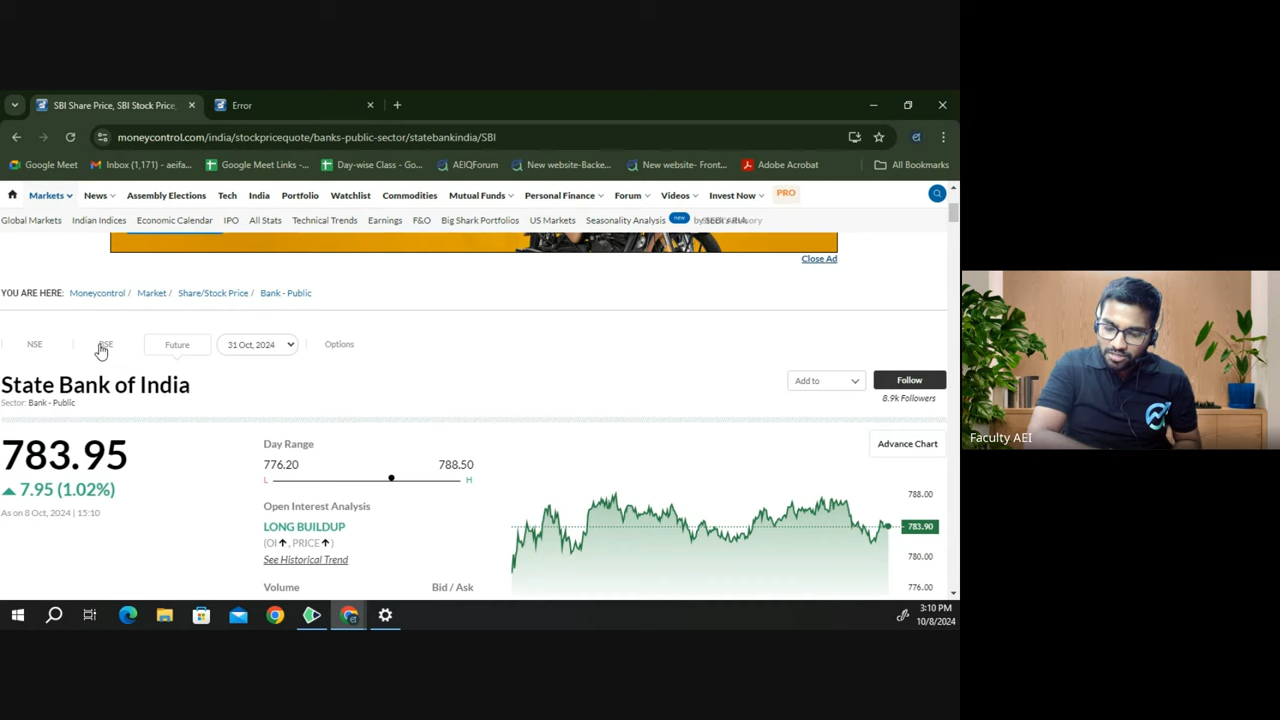 SBI Share Price, SBI Stock Price,
Error
moneycontrol.com/india/stockpricequote/banks-public-sector/statebankindia/SBI
Google Meet
Inbox (1,171) - aeifa...
Google Meet Links -...
Day-wise Class - Go...
AEIQForum
New website-Backe...
New website- Front...
Adobe Acrobat
All Bookmarks
Markets News Assembly Elections Tech India Portfolio Watchlist Commodities Mutual Funds Personal Finance Forum Videos Invest Now PRO
Global Markets Indian Indices Economic Calendar IPO All Stats Technical Trends Earnings F&O Big Shark Portfolios US Markets Seasonality Analysis new
Close Ad
YOU ARE HERE: Moneycontrol / Market / Share/Stock Price / Bank - Public
NSE BSE Future 31 Oct, 2024 Options
State Bank of India
Sector: Bank - Public
Add to
Follow
8.9k Followers
783.95
7.95 (1.02%)
As on 8 Oct, 2024 | 15:10
Day Range
776.20 788.50
L H
Open Interest Analysis
LONG BUILDUP
(OI, PRICE)
See Historical Trend
Volume Bid / Ask
Advance Chart
788.00
783.90
780.00
776.00
Faculty AEI
3:10 PM
10/8/2024